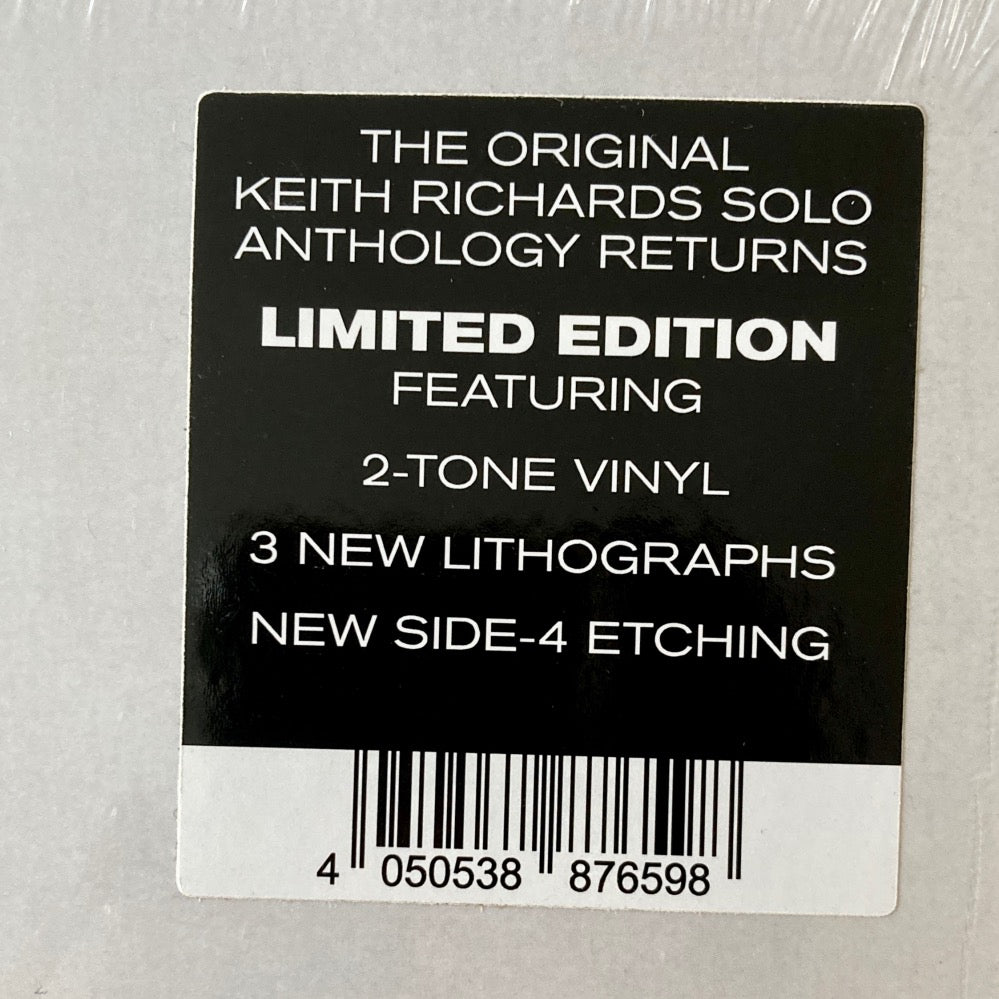 THE ORIGINAL
KEITH RICHARDS SOLO
ANTHOLOGY RETURNS
LIMITED EDITION
FEATURING
2-TONE VINYL
3 NEW LITHOGRAPHS
NEW SIDE-4 ETCHING
4 050538 876598